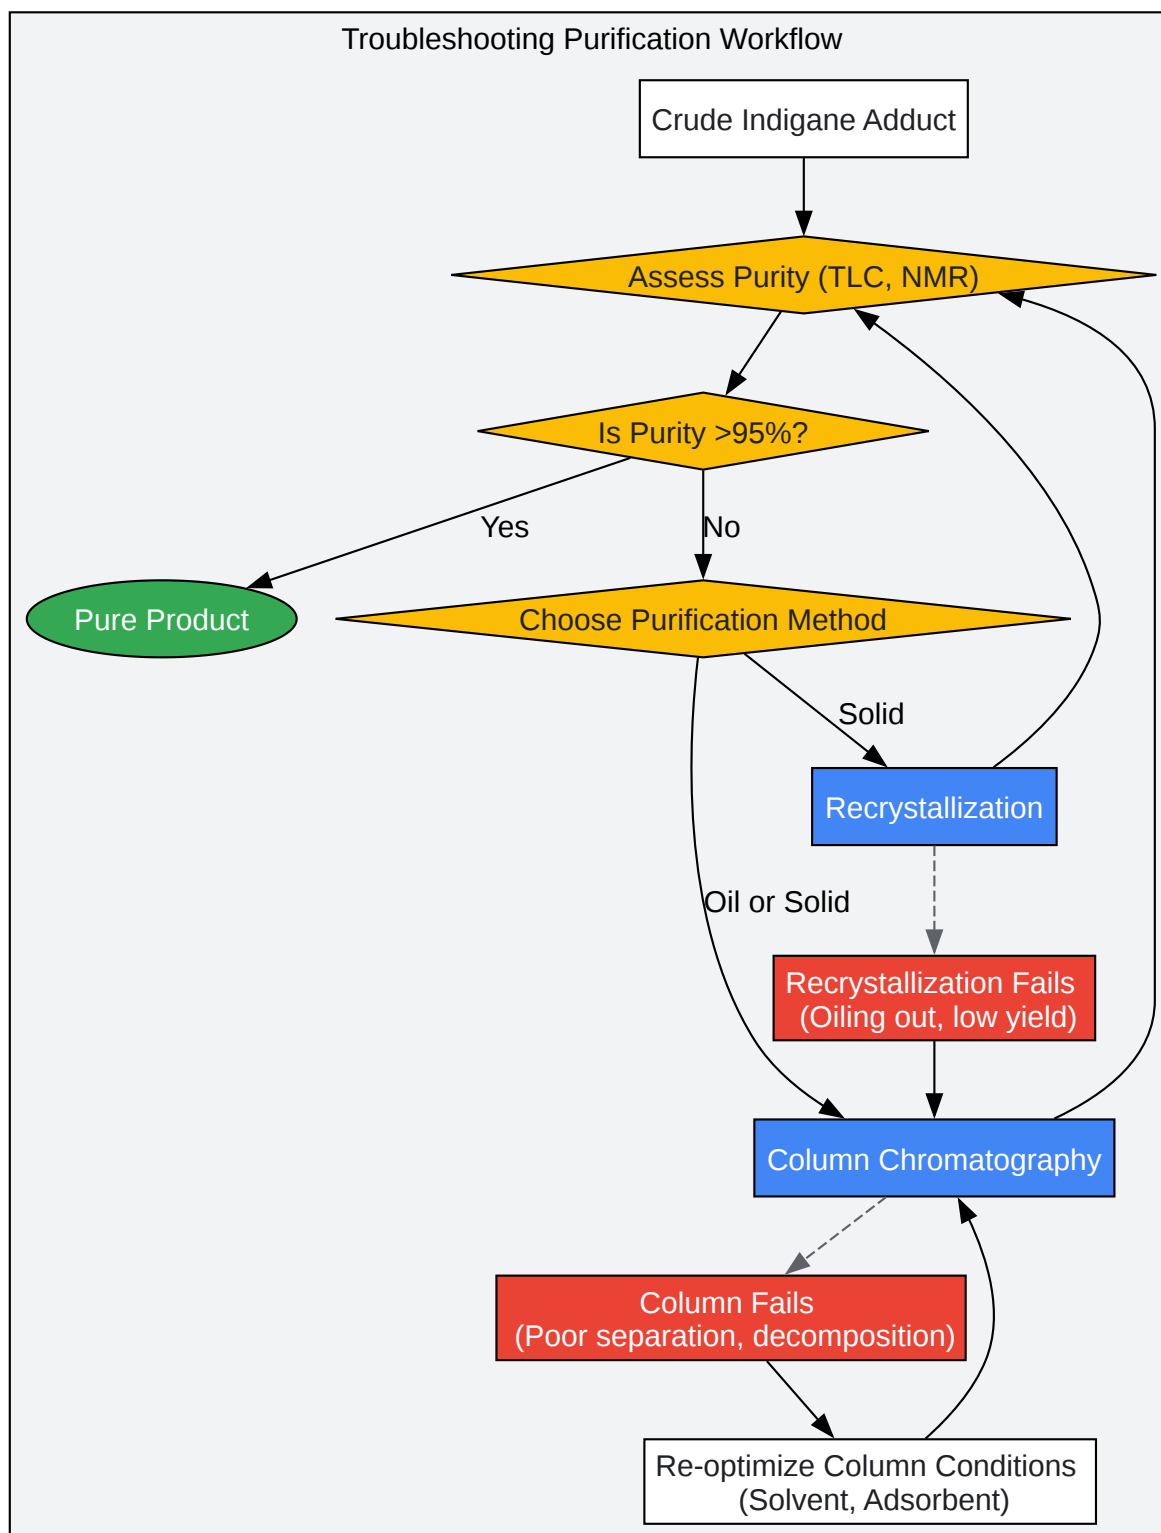 Troubleshooting Purification Workflow
Crude Indigane Adduct
Assess Purity (TLC, NMR)
Is Purity >95%?
Yes
No
Pure Product
Choose Purification Method
Solid
Recrystallization
Oil or Solid
Recrystallization Fails
(Oiling out, low yield)
Column Chromatography
Column Fails
(Poor separation, decomposition)
Re-optimize Column Conditions
(Solvent, Adsorbent)